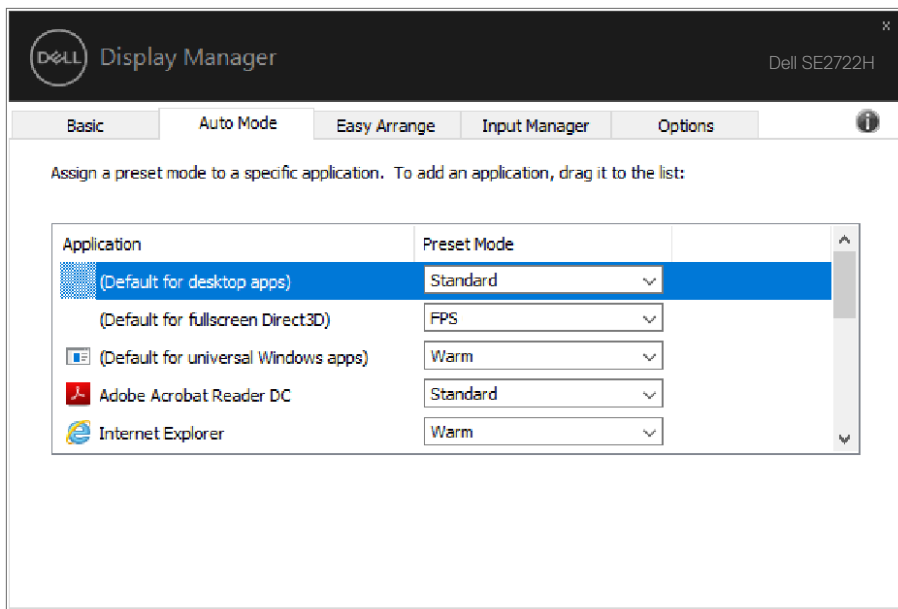 x
DELL Display Manager
Dell SE2722H
Basic Auto Mode Easy Arrange Input Manager Options
Assign a preset mode to a specific application. To add an application, drag it to the list:
Application Preset Mode
(Default for desktop apps) Standard
(Default for fullscreen Direct3D) FPS
(Default for universal Windows apps) Warm
Adobe Acrobat Reader DC Standard
Internet Explorer Warm